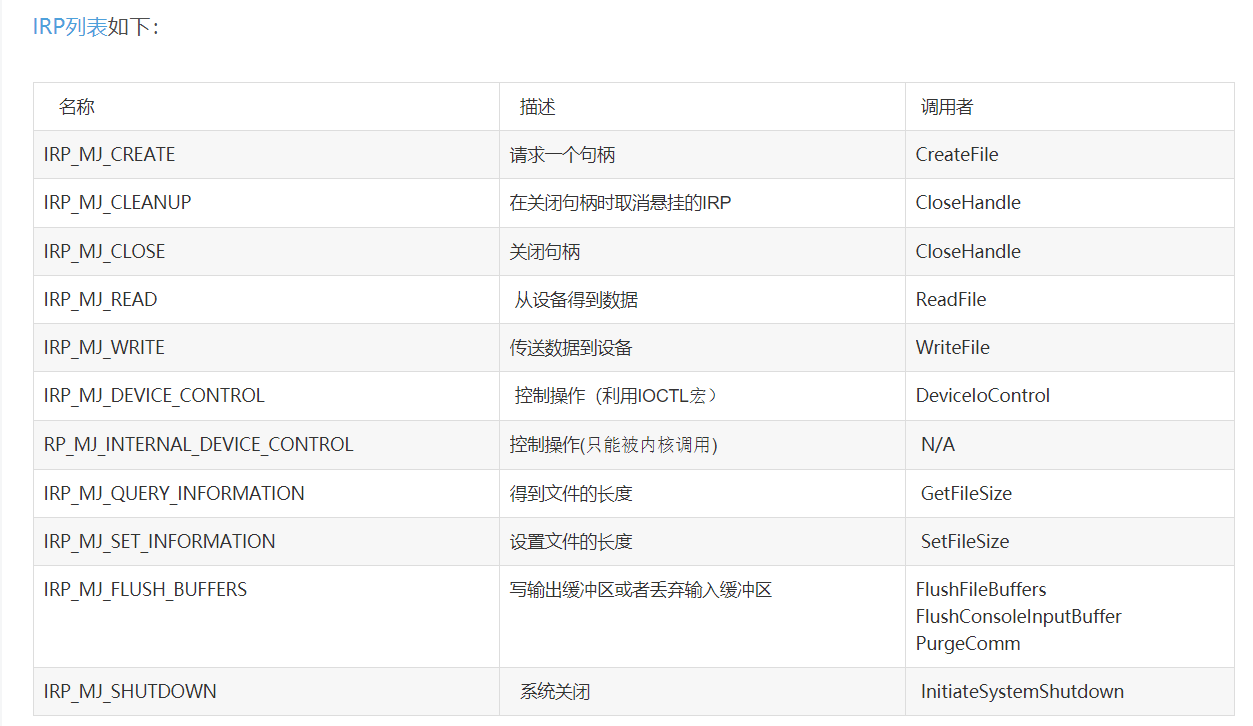 IRP列表如下：
名称 描述 调用者
IRP_MJ_CREATE 请求一个句柄 CreateFile
IRP_MJ_CLEANUP 在关闭句柄时取消悬挂的IRP CloseHandle
IRP_MJ_CLOSE 关闭句柄 CloseHandle
IRP_MJ_READ 从设备得到数据 ReadFile
IRP_MJ_WRITE 传送数据到设备 WriteFile
IRP_MJ_DEVICE_CONTROL 控制操作（利用IOCTL宏） DeviceIoControl
RP_MJ_INTERNAL_DEVICE_CONTROL 控制操作(只能被内核调用) N/A
IRP_MJ_QUERY_INFORMATION 得到文件的长度 GetFileSize
IRP_MJ_SET_INFORMATION 设置文件的长度 SetFileSize
IRP_MJ_FLUSH_BUFFERS 写输出缓冲区或者丢弃输入缓冲区 FlushFileBuffers
FlushConsoleInputBuffer
PurgeComm
IRP_MJ_SHUTDOWN 系统关闭 InitiateSystemShutdown